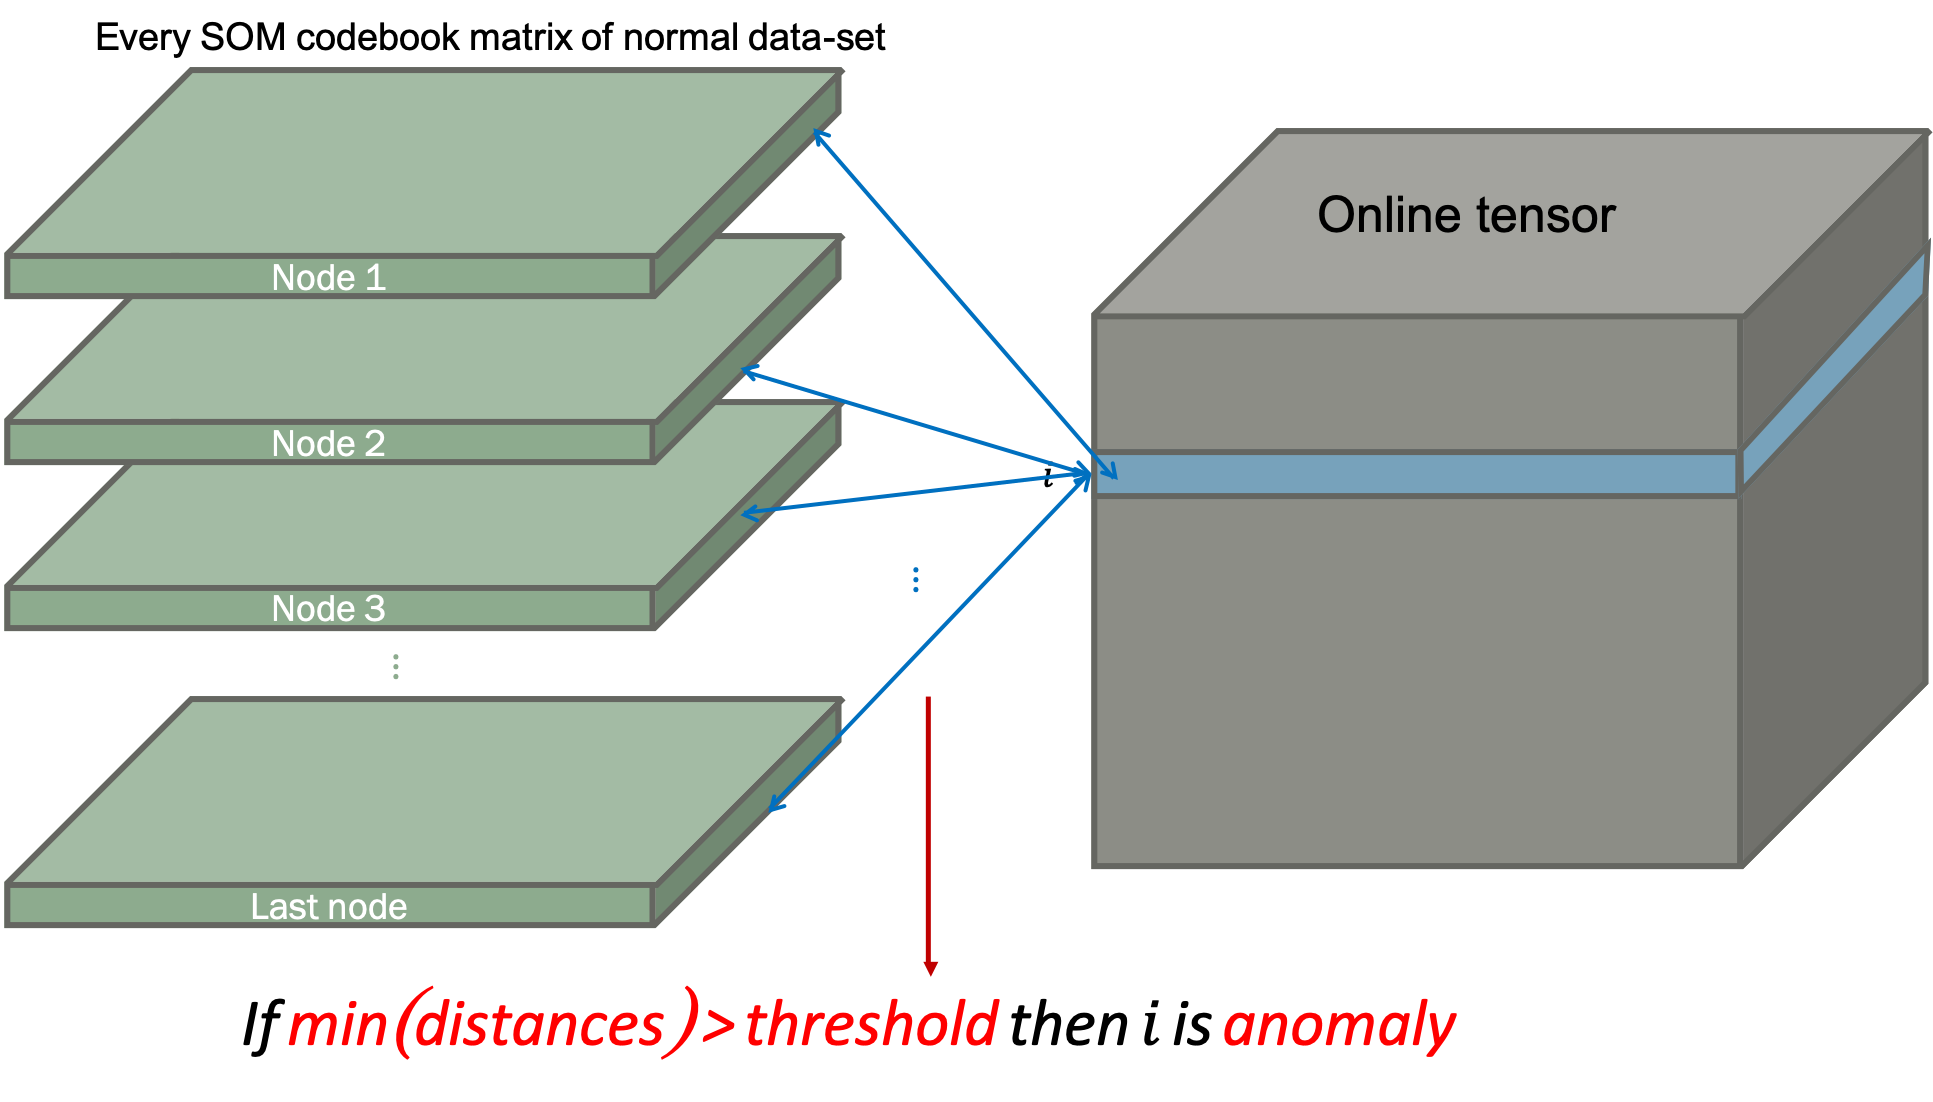 Every SOM codebook matrix of normal data-set
Online tensor
Node 1
Node 2
i
Node 3
⋮
⋮
Last node
If min(distances)> threshold then i is anomaly